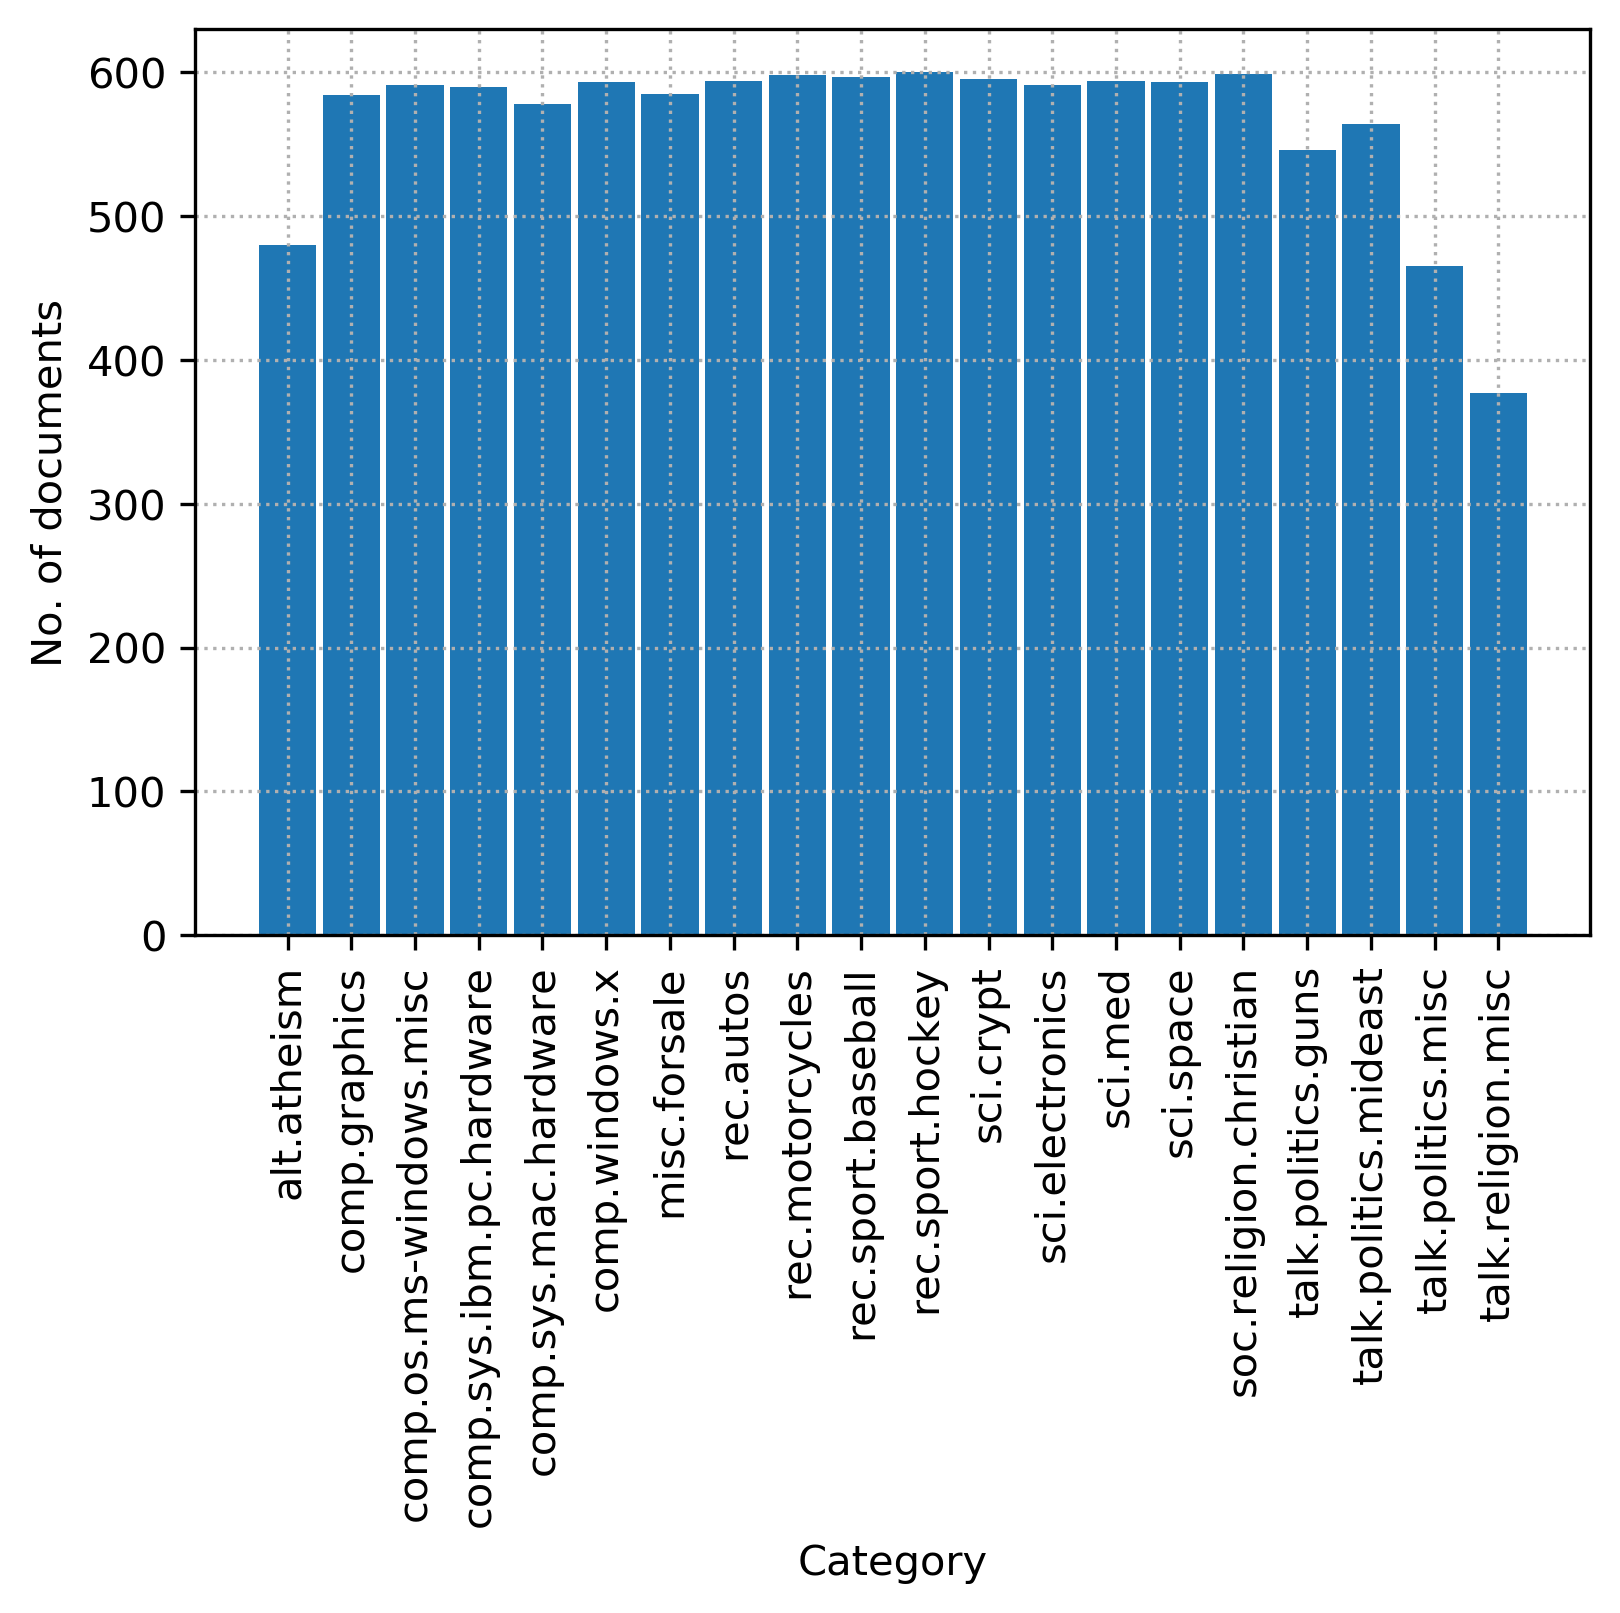 600
500
400
300
200
100
0
No. of documents
alt.atheism
comp.graphics
comp.os.ms-windows.misc
comp.sys.ibm.pc.hardware
comp.sys.mac.hardware
comp.windows.x
misc.forsale
rec.autos
rec.motorcycles
rec.sport.baseball
rec.sport.hockey
sci.crypt
sci.electronics
sci.med
sci.space
soc.religion.christian
talk.politics.guns
talk.politics.mideast
talk.politics.misc
talk.religion.misc
Category